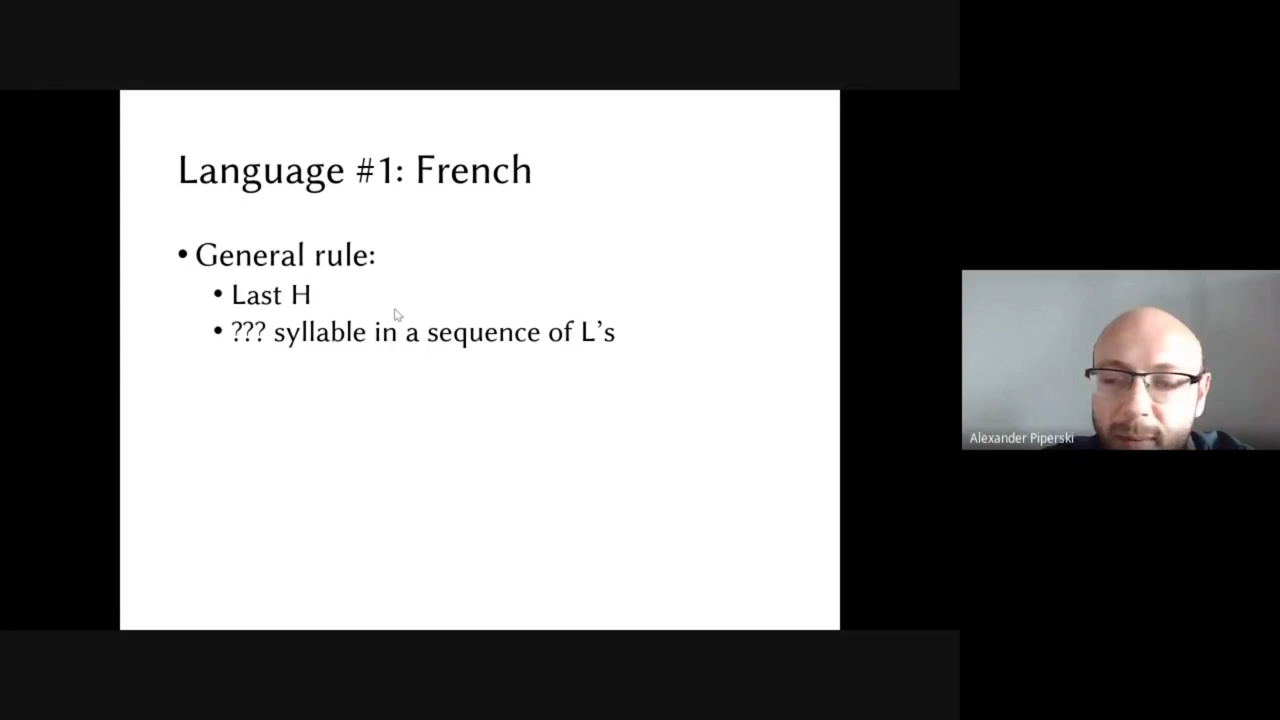 Language #1: French
• General rule:
• Last H
• ??? syllable in a sequence of L’s
Alexander Piperski